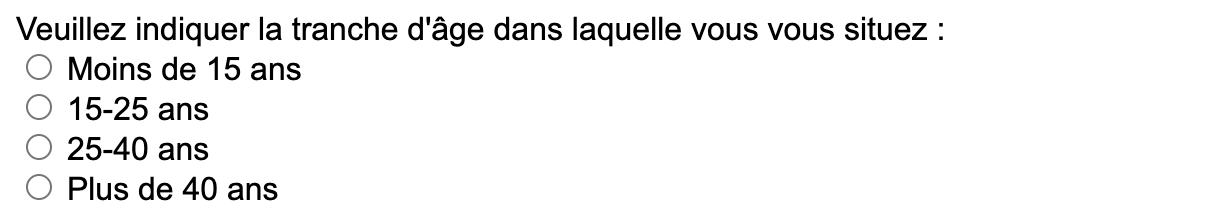 Veuillez indiquer la tranche d'âge dans laquelle vous vous situez :
Moins de 15 ans
15-25 ans
25-40 ans
Plus de 40 ans